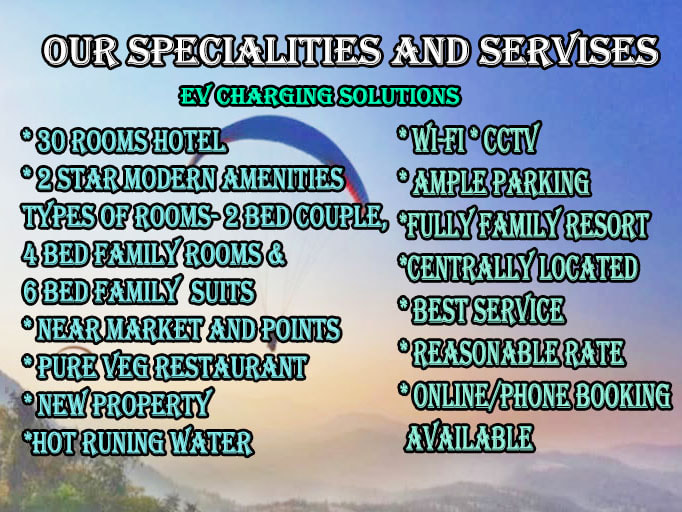 OUR SPECIALITIES AND SERVISES
EV CHARGING SOLUTIONS
* 30 ROOMS HOTEL
* 2 STAR MODERN AMENITIES
TYPES OF ROOMS- 2 BED COUPLE,
4 BED FAMILY ROOMS &
6 BED FAMILY SUITS
* NEAR MARKET AND POINTS
* PURE VEG RESTAURANT
* NEW PROPERTY
*HOT RUNING WATER
* WI-FI * CCTV
* AMPLE PARKING
*FULLY FAMILY RESORT
*CENTRALLY LOCATED
* BEST SERVICE
* REASONABLE RATE
* ONLINE/PHONE BOOKING
AVAILABLE